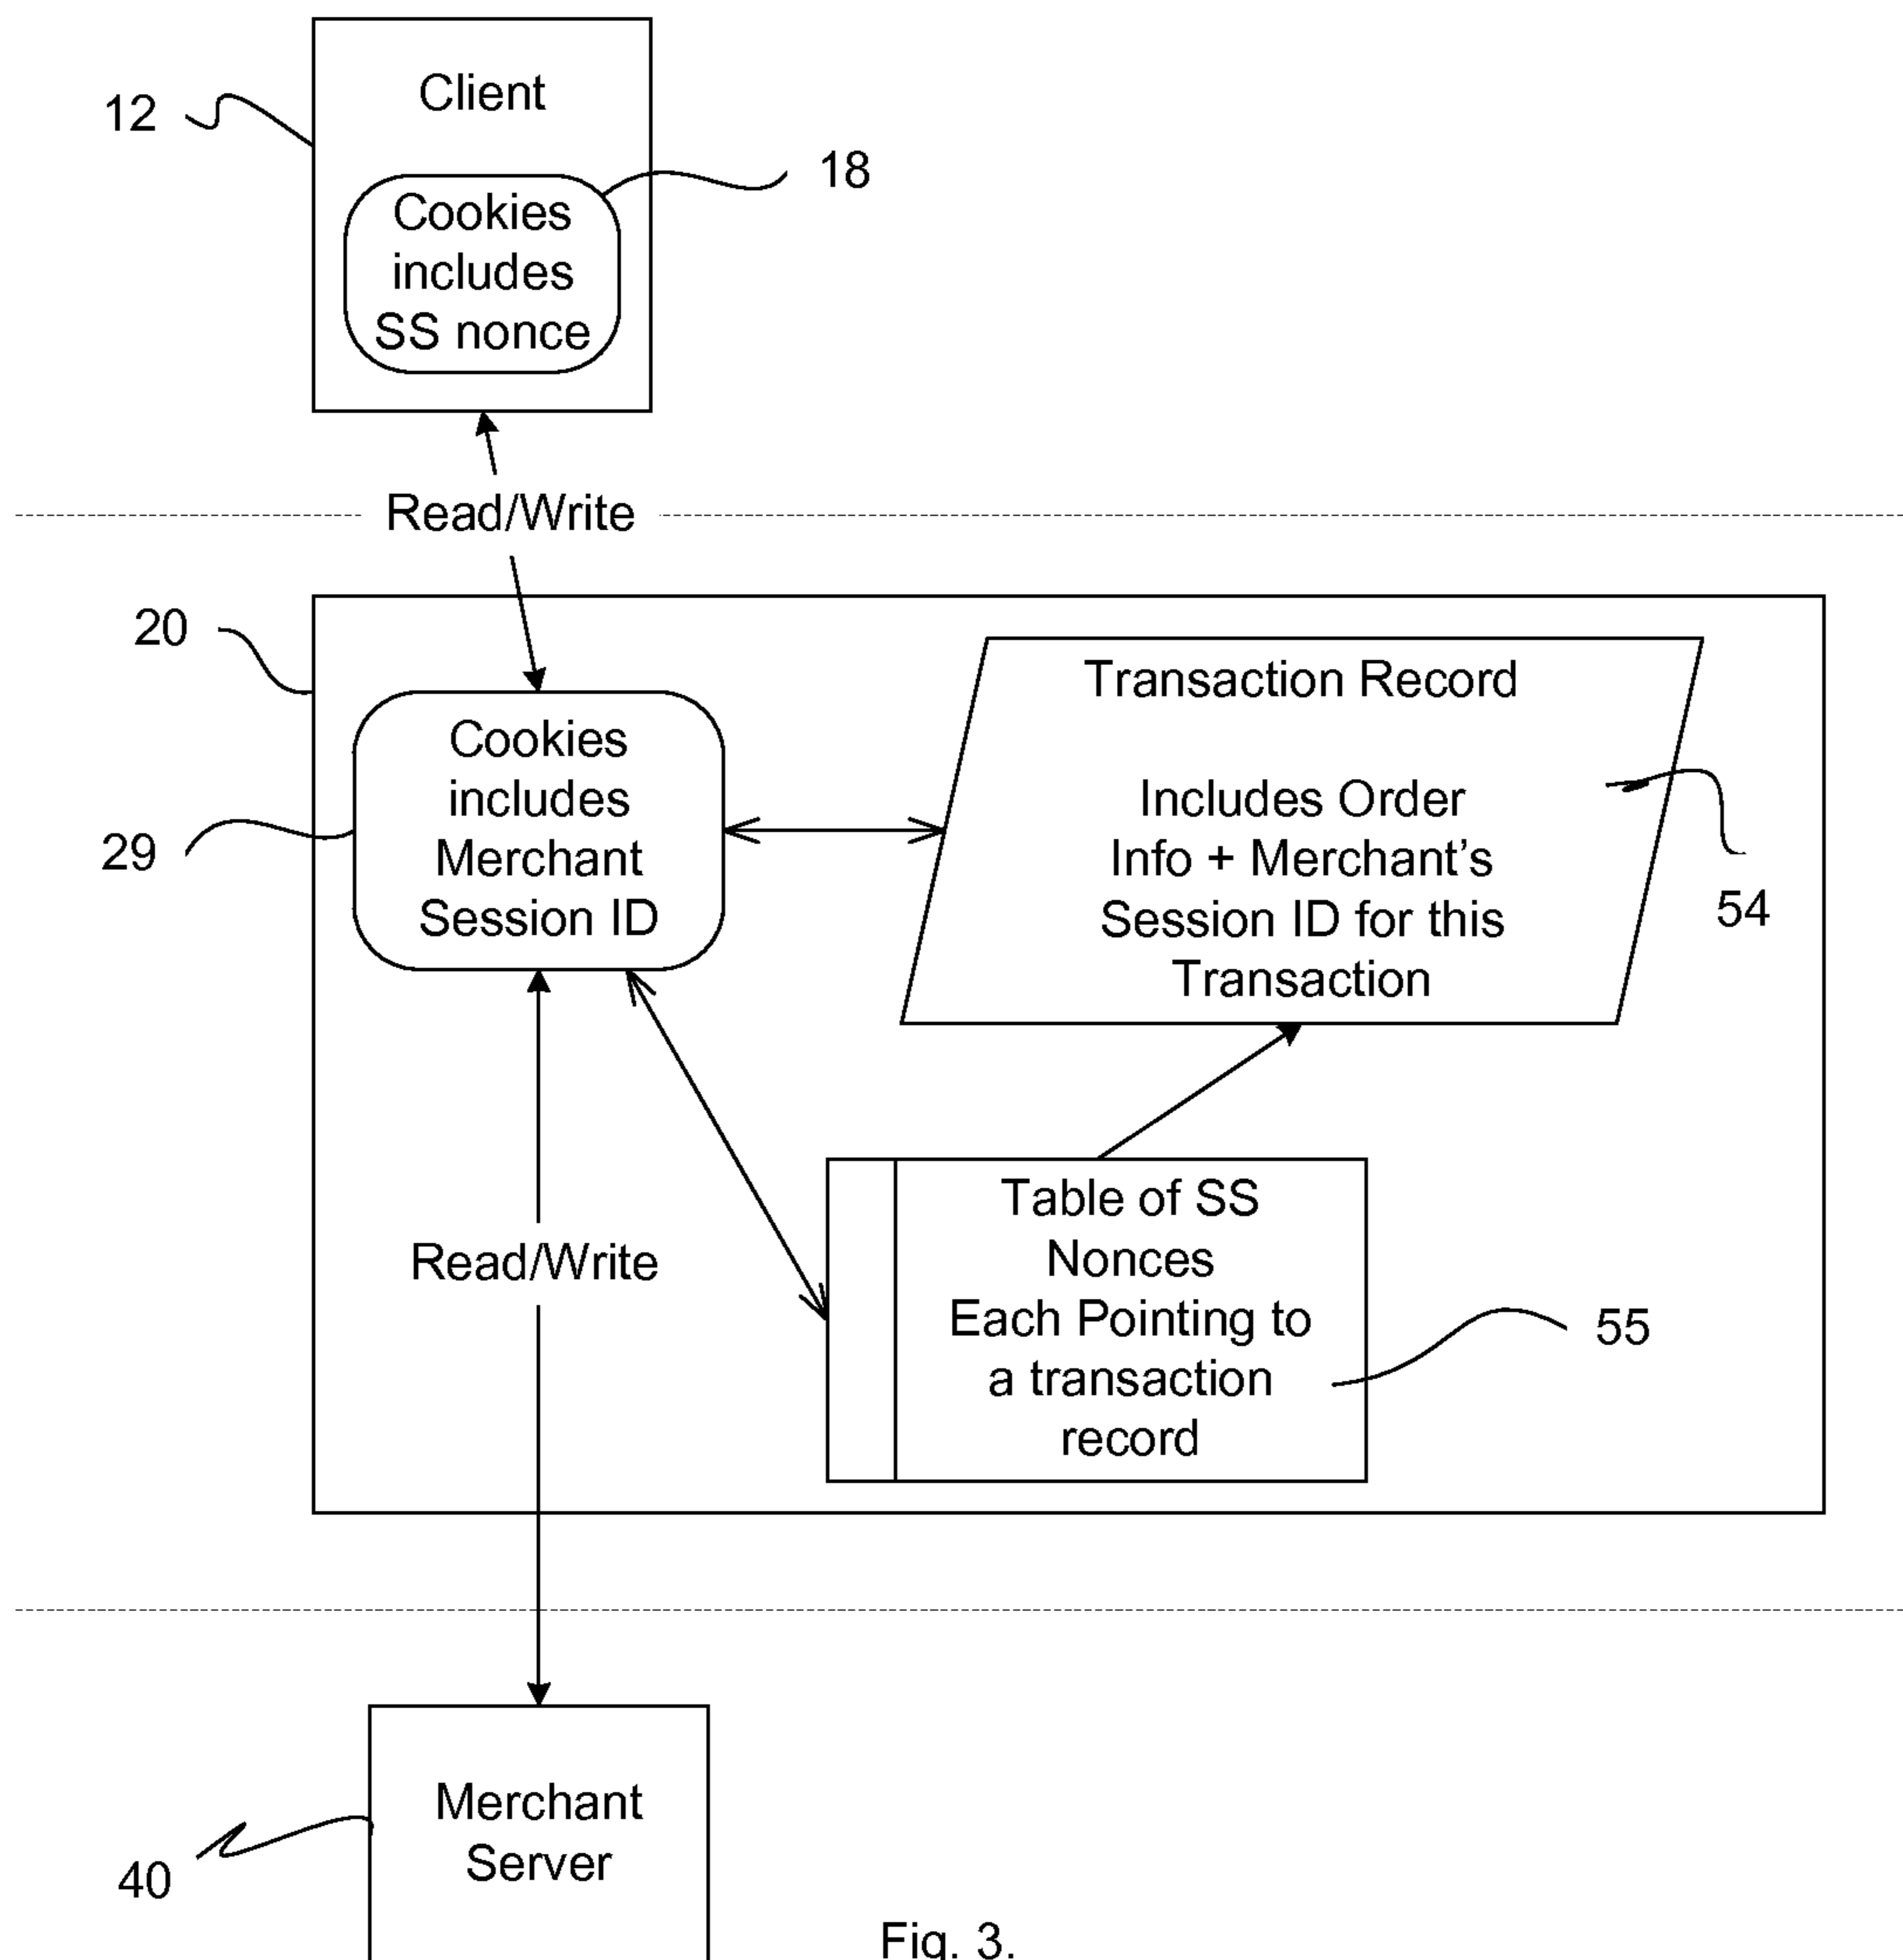 Client
12
18
Cookies
includes
SS nonce
Read/Write
20
Transaction Record
Cookies
includes
Merchant
Session ID
29
Includes Order
Info + Merchant’s
Session ID for this
Transaction
54
Read/Write
Table of SS
Nonces
Each Pointing to
a transaction
record
55
Merchant
Server
40
Fig. 3.